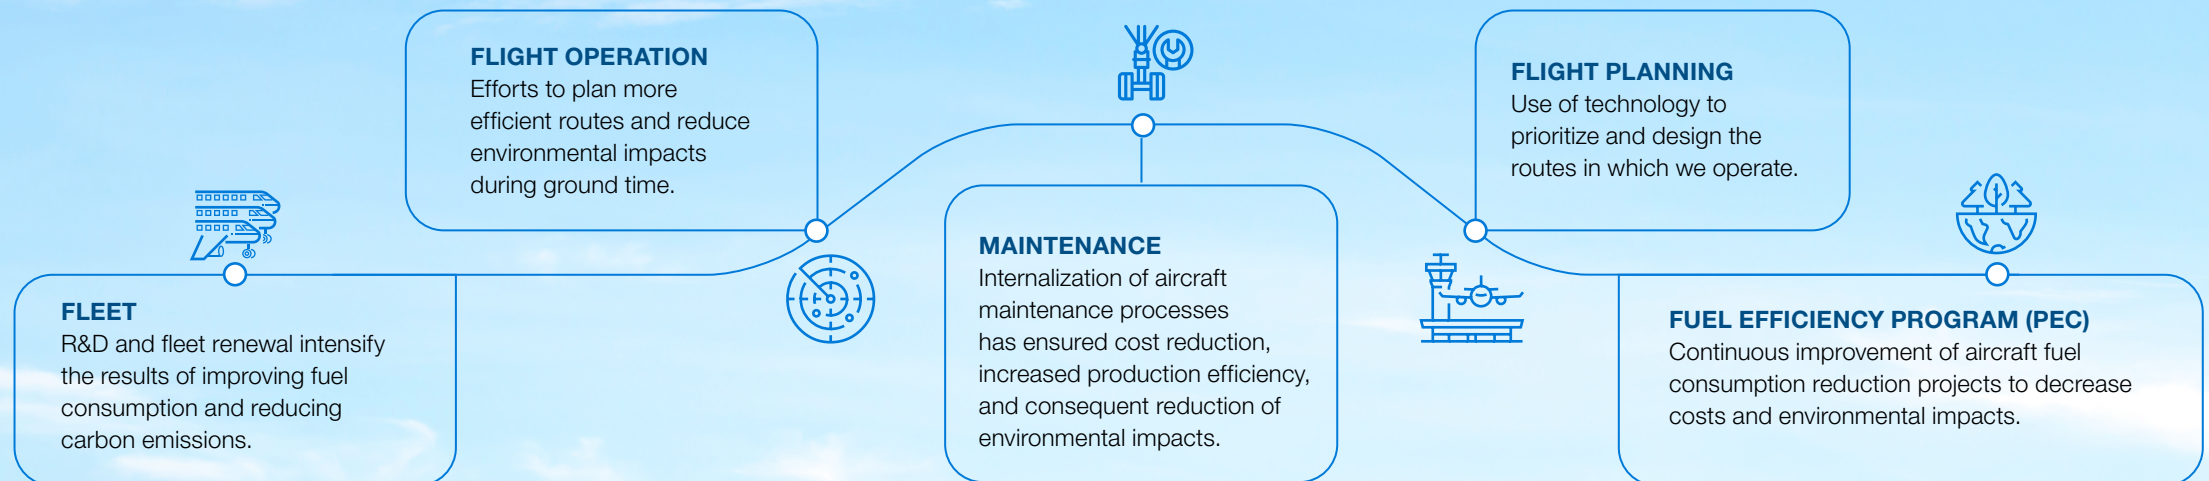 FLEET
R&D and fleet renewal intensify
the results of improving fuel
consumption and reducing
carbon emissions.
FLIGHT OPERATION
Efforts to plan more
efficient routes and reduce
environmental impacts
during ground time.
MAINTENANCE
Internalization of aircraft
maintenance processes
has ensured cost reduction,
increased production efficiency,
and consequent reduction of
environmental impacts.
FLIGHT PLANNING
Use of technology to
prioritize and design the
routes in which we operate.
FUEL EFFICIENCY PROGRAM (PEC)
Continuous improvement of aircraft fuel
consumption reduction projects to decrease
costs and environmental impacts.